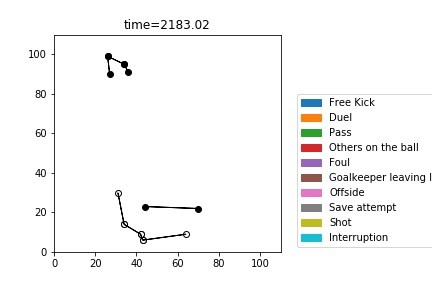 time=2183.02
100
80
60
40
20
0
0 20 40 60 80 100
Free Kick
Duel
Pass
Others on the ball
Foul
Goalkeeper leaving l
Offside
Save attempt
Shot
Interruption